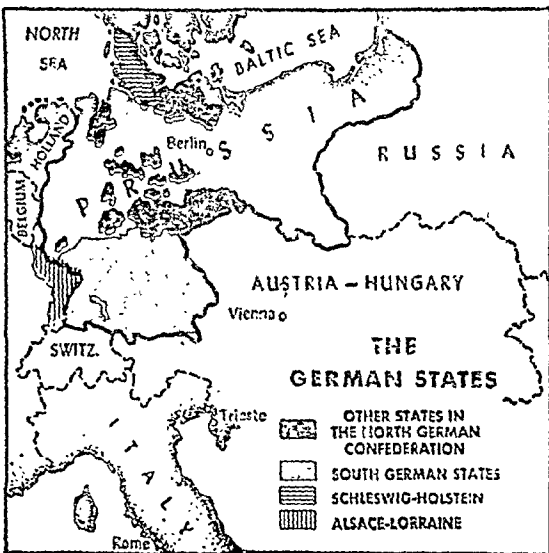 NORTH
SEA
BALTIC SEA
HOLLAND
BELGIUM
Berlin
P R U S S I A
RUSSIA
AUSTRIA – HUNGARY
Vienna
SWITZ.
Trieste
ITALY
Rome
THE
GERMAN STATES
OTHER STATES IN
THE NORTH GERMAN
CONFEDERATION
SOUTH GERMAN STATES
SCHLESWIG-HOLSTEIN
ALSACE-LORRAINE